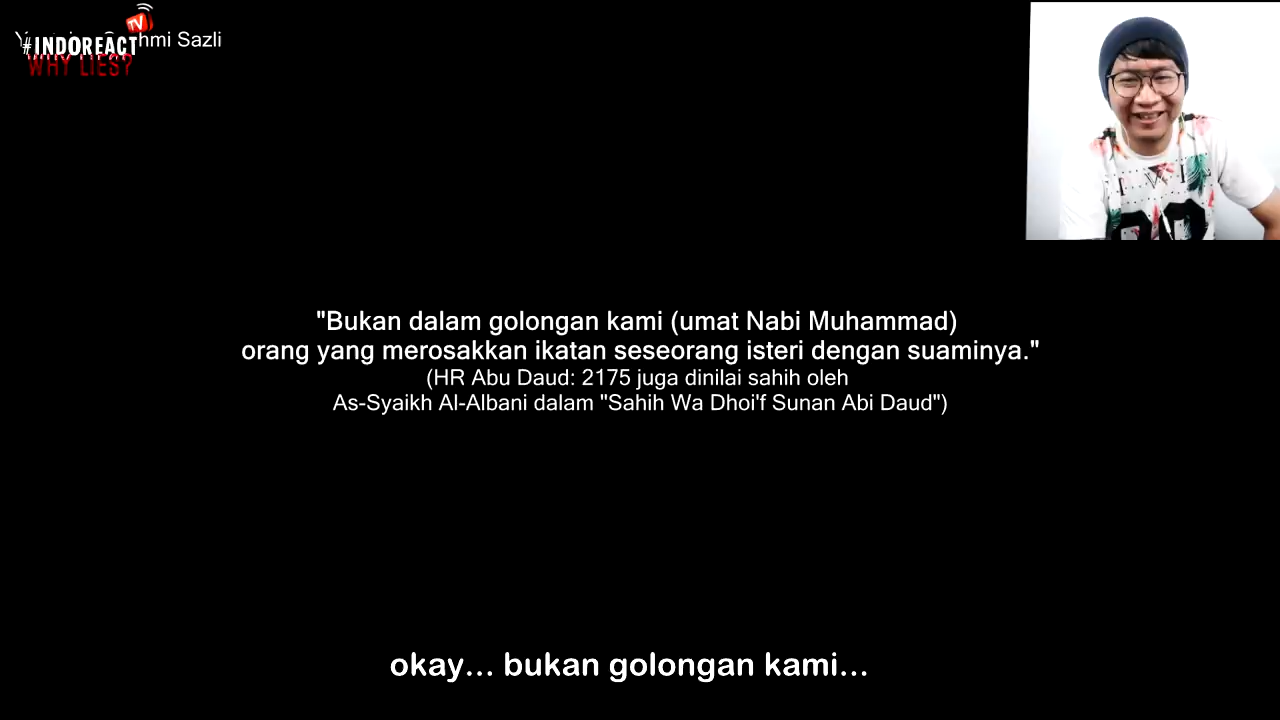 TV
#INDOREACT
hmi Sazli
WHY LIES?
"Bukan dalam golongan kami (umat Nabi Muhammad)
orang yang merosakkan ikatan seseorang isteri dengan suaminya."
(HR Abu Daud: 2175 juga dinilai sahih oleh
As-Syaikh Al-Albani dalam "Sahih Wa Dhoi'f Sunan Abi Daud")
okay... bukan golongan kami...